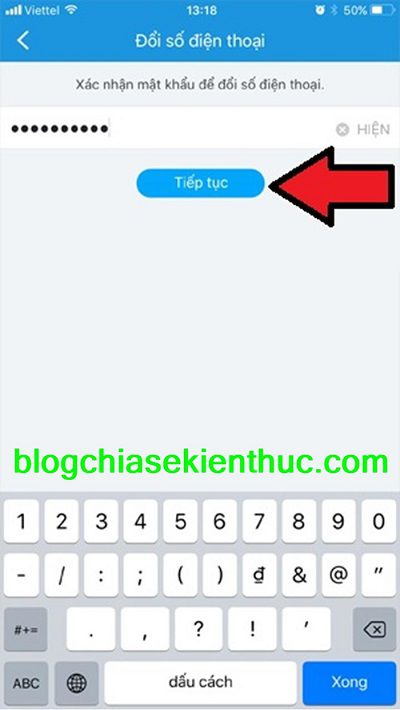 Viettel 13:18 50%
Đổi số điện thoại
Xác nhận mật khẩu để đổi số điện thoại.
●●●●●●●●●● HIỆN
Tiếp tục
blogchiasekienthuc.com
1 2 3 4 5 6 7 8 9 0
- / : ; ( ) đ & @ "
#+= . , ? ! '
ABC dấu cách Xong